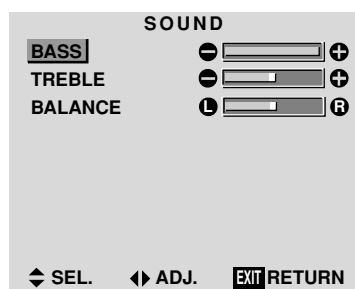 SOUND
BASS
TREBLE
BALANCE L R
SEL. ADJ. EXIT RETURN